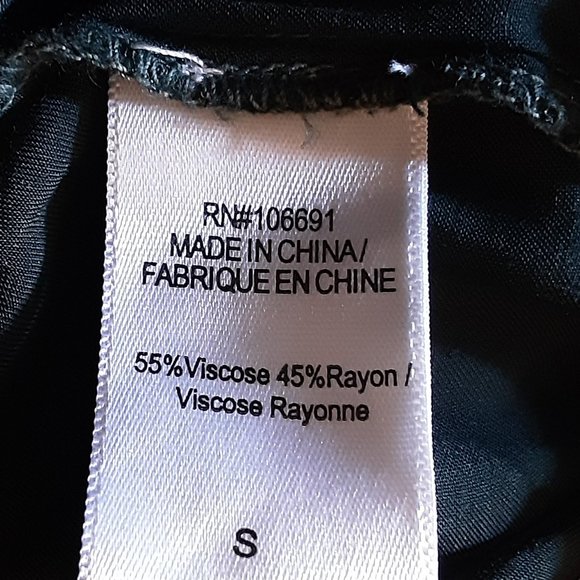 RN#106691
MADE IN CHINA/
FABRIQUE EN CHINE
55%Viscose 45%Rayon /
Viscose Rayonne
S